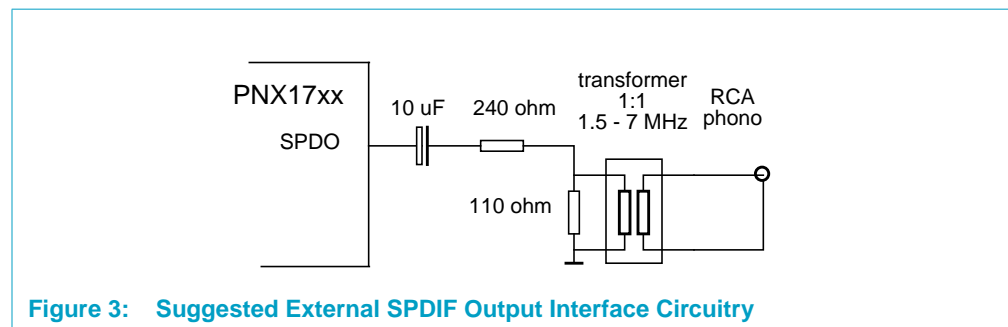 PNX17xx
SPDO
10 uF
240 ohm
110 ohm
transformer
1:1
1.5 - 7 MHz
RCA
phono
Figure 3: Suggested External SPDIF Output Interface Circuitry